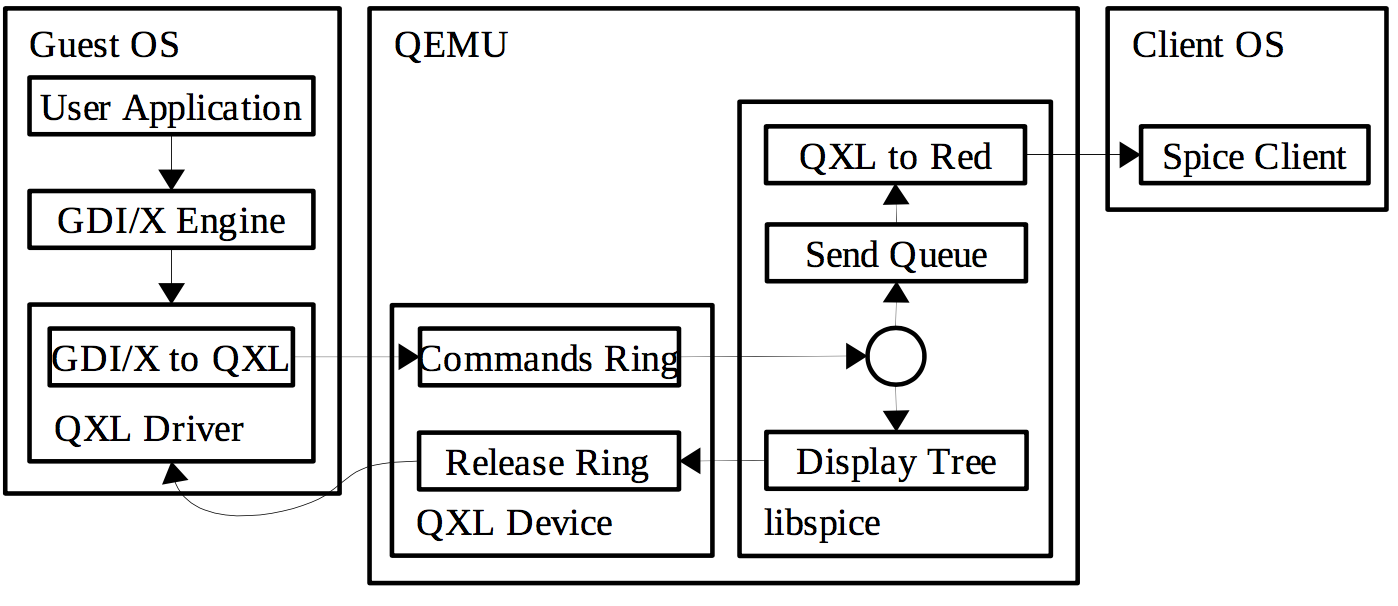 Guest OS
User Application
GDI/X Engine
GDI/X to QXL
QXL Driver
QEMU
Commands Ring
Release Ring
QXL Device
QXL to Red
Send Queue
Display Tree
libspice
Client OS
Spice Client